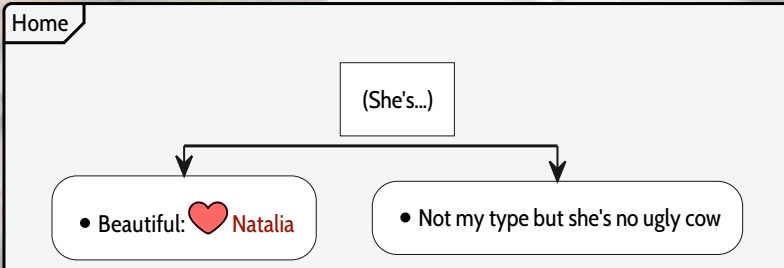 Home
(She's...)
• Beautiful: ❤ Natalia
• Not my type but she's no ugly cow